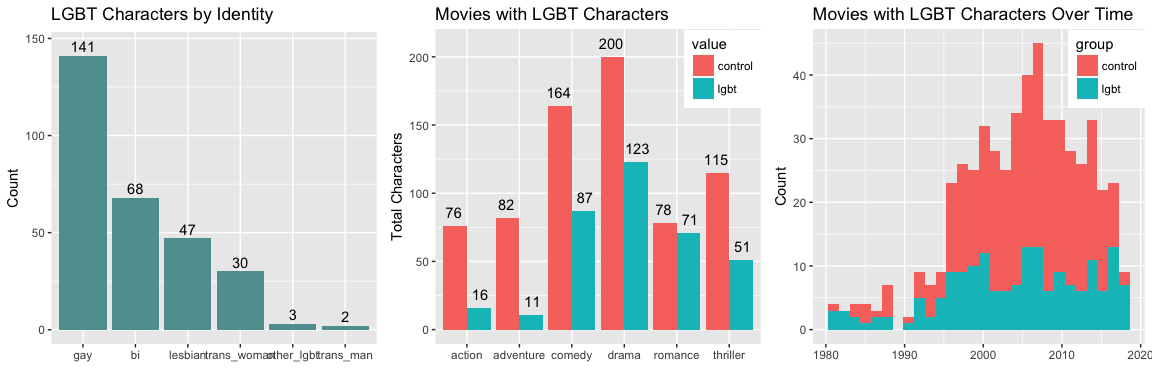 LGBT Characters by Identity
150
100
50
0
Count
141
68
47
30
3
2
gay bi lesbian trans_woman other_lgbt trans_man
Movies with LGBT Characters
200
150
100
50
0
Total Characters
value
control
lgbt
76 16 82 11 164 87 200 123 78 71 115 51
action adventure comedy drama romance thriller
Movies with LGBT Characters Over Time
40
30
20
10
0
Count
group
control
lgbt
1980 1990 2000 2010 2020